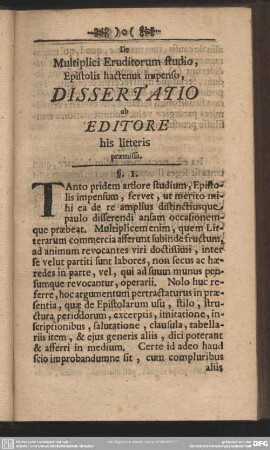 )o(
De
Multiplici Eruditorum studio,
Epistolis hactenus impenso,
DISSERTATIO
ab
EDITORE
his litteris
præmissa.
§. 1.
TAnto pridem ardore studium, Episto-
lis impensum, fervet, ut merito mi-
hi ea de re amplius distinctiusque
paulo disserendi ansam occasionem-
que præbeat. Multiplicem enim, quem Lit-
terarum commercia afferunt subinde fructum,
ad animum revocantes viri doctissimi, inter
se velut partiti sunt labores, non secus ac hæ-
redes in parte, vel, qui ad suum munus pen-
sumque revocantur, operarii. Nolo huc re-
ferre, hoc argumentum pertractaturus in præ-
sentia, quæ de Epistolarum usu, stilo, stru-
ctura periodorum, excerptis, imitatione, in-
scriptionibus, salutatione, clausula, tabella-
riis item, & ejus generis aliis, dici poterant
& afferri in medium. Certe id adeo haud
scio improbandumne sit, cum compluribus
aliis